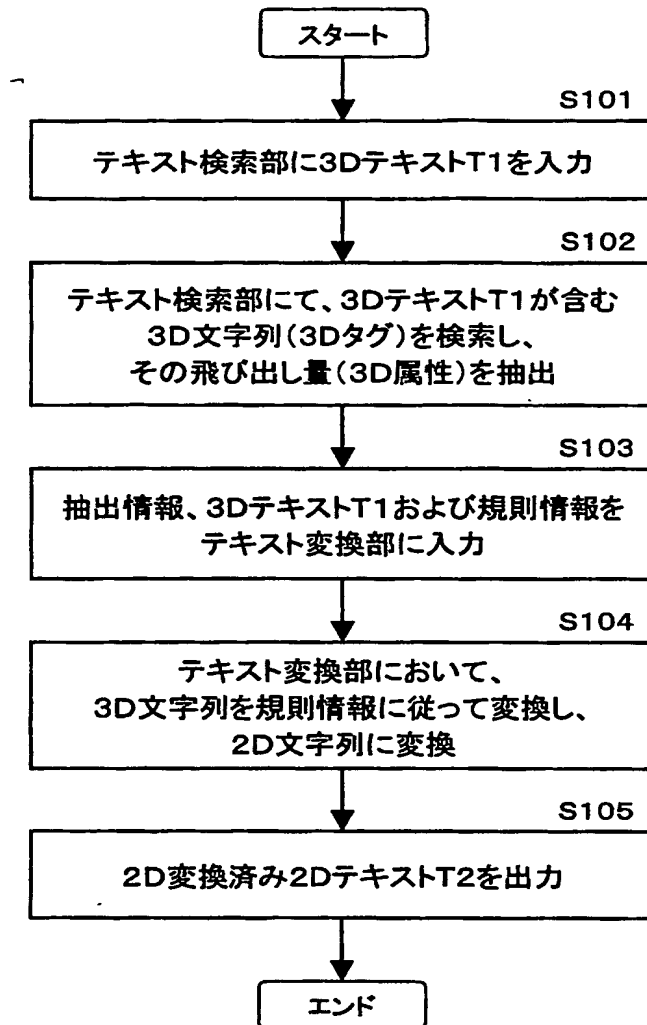 スタート
S101
テキスト検索部に3DテキストT1を入力
S102
テキスト検索部にて、3DテキストT1が含む
3D文字列(3Dタグ)を検索し、
その飛び出し量(3D属性)を抽出
S103
抽出情報、3DテキストT1および規則情報を
テキスト変換部に入力
S104
テキスト変換部において、
3D文字列を規則情報に従って変換し、
2D文字列に変換
S105
2D変換済み2DテキストT2を出力
エンド